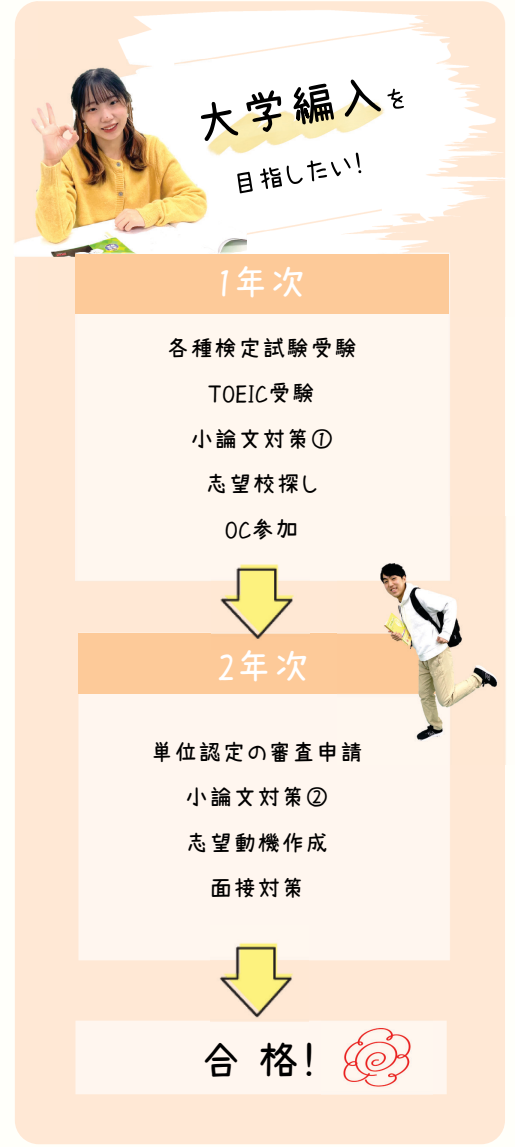 大学編入を
目指したい!
1年次
各種検定試験受験
TOEIC受験
小論文対策①
志望校探し
OC参加
2年次
単位認定の審査申請
小論文対策②
志望動機作成
面接対策
合格!